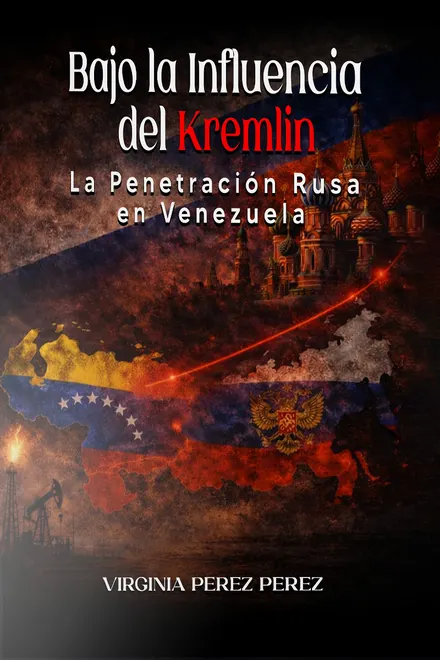 Bajo la Influencia
del Kremlin
La Penetración Rusa
en Venezuela
VIRGINIA PEREZ PEREZ